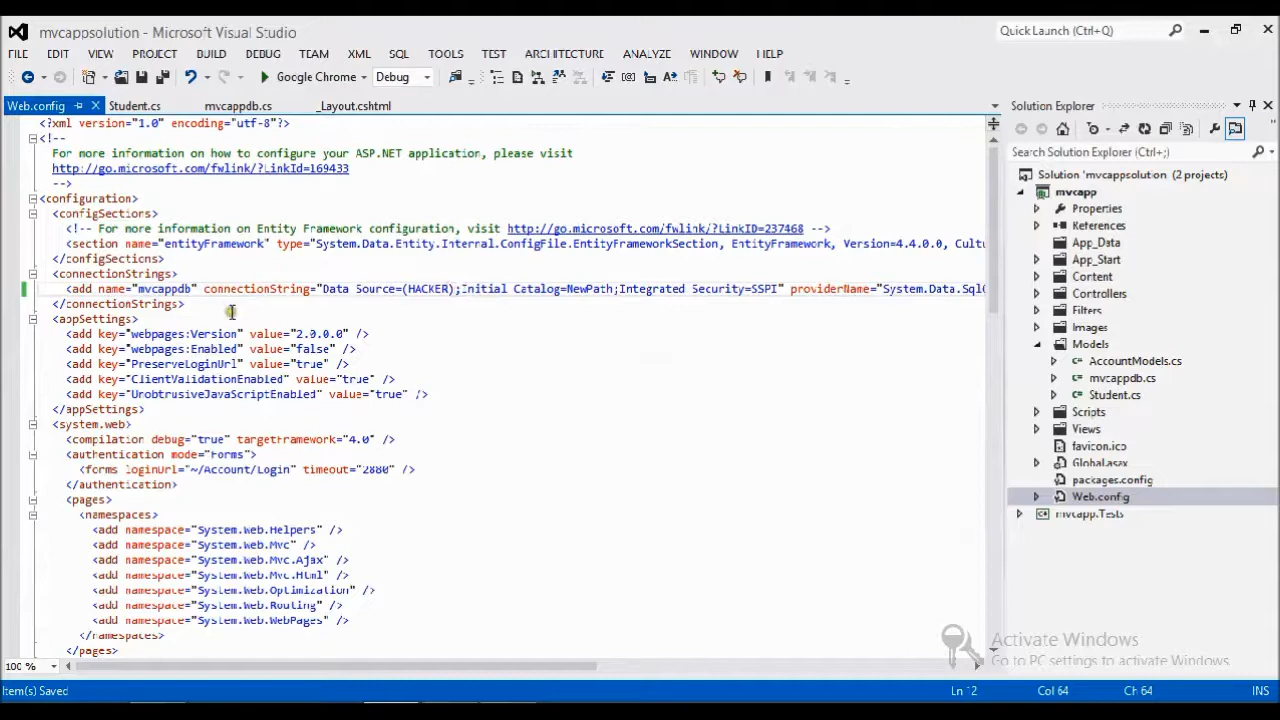 mvcappsolution - Microsoft Visual Studio
Quick Launch (Ctrl+Q)
FILE EDIT VIEW PROJECT BUILD DEBUG TEAM XML SQL TOOLS TEST ARCHITECTURE ANALYZE WINDOW HELP
Google Chrome Debug
Web.config Student.cs mvcappdb.cs _Layout.cshtml
<?xml version="1.0" encoding="utf-8"?>
<!--
For more information on how to configure your ASP.NET application, please visit
http://go.microsoft.com/fwlink/?LinkId=169433
-->
<configuration>
<configSections>
<!-- For more information on Entity Framework configuration, visit http://go.microsoft.com/fwlink/?LinkID=237468 -->
<section name="entityFramework" type="System.Data.Entity.Internal.ConfigFile.EntityFrameworkSection, EntityFramework, Version=4.4.0.0, Cultu
</configSections>
<connectionStrings>
<add name="mvcappdb" connectionString="Data Source=(HACKER);Initial Catalog=NewPath;Integrated Security=SSPI" providerName="System.Data.SqlC
</connectionStrings>
<appSettings>
<add key="webpages:Version" value="2.0.0.0" />
<add key="webpages:Enabled" value="false" />
<add key="PreserveLoginUrl" value="true" />
<add key="ClientValidationEnabled" value="true" />
<add key="UnobtrusiveJavaScriptEnabled" value="true" />
</appSettings>
<system.web>
<compilation debug="true" targetFramework="4.0" />
<authentication mode="Forms">
<forms loginUrl="~/Account/Login" timeout="2880" />
</authentication>
<pages>
<namespaces>
<add namespace="System.Web.Helpers" />
<add namespace="System.Web.Mvc" />
<add namespace="System.Web.Mvc.Ajax" />
<add namespace="System.Web.Mvc.Html" />
<add namespace="System.Web.Optimization" />
<add namespace="System.Web.Routing" />
<add namespace="System.Web.WebPages" />
</namespaces>
<pages>
100 %
Solution Explorer
Search Solution Explorer (Ctrl+;)
Solution 'mvcappsolution' (2 projects)
mvcapp
Properties
References
App_Data
App_Start
Content
Controllers
Filters
Images
Models
AccountModels.cs
mvcappdb.cs
Student.cs
Scripts
Views
favicon.ico
Global.asax
packages.config
Web.config
mvcapp.Tests
Activate Windows
Go to PC settings to activate Windows.
Item(s) Saved
Ln 12 Col 64 Ch 64 INS